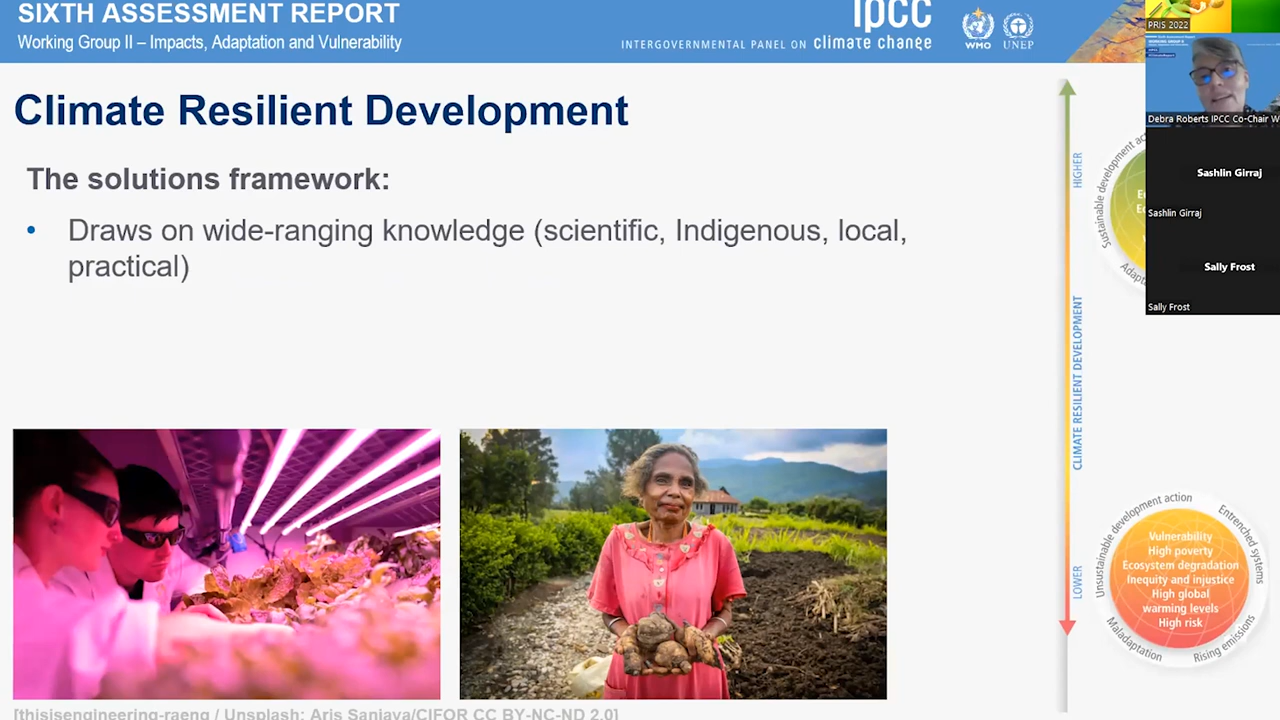 SIXTH ASSESSMENT REPORT
Working Group II – Impacts, Adaptation and Vulnerability
INTERGOVERNMENTAL PANEL ON climate change
ipcc
WMO
UNEP
PRIS 2022
Debra Roberts IPCC Co-Chair W
Sashlin Girraj
Sashlin Girraj
Sally Frost
Sally Frost
Climate Resilient Development
The solutions framework:
• Draws on wide-ranging knowledge (scientific, Indigenous, local,
practical)
HIGHER
CLIMATE RESILIENT DEVELOPMENT
LOWER
Sustainable development
Unsustainable development action
Entrenched systems
Vulnerability
High poverty
Ecosystem degradation
Inequity and injustice
High global
warming levels
High risk
Maladaptation
Rising emissions
[thisisengineering-raeng / Unsplash; Aris Sanjaya/CIFOR CC BY-NC-ND 2.0]